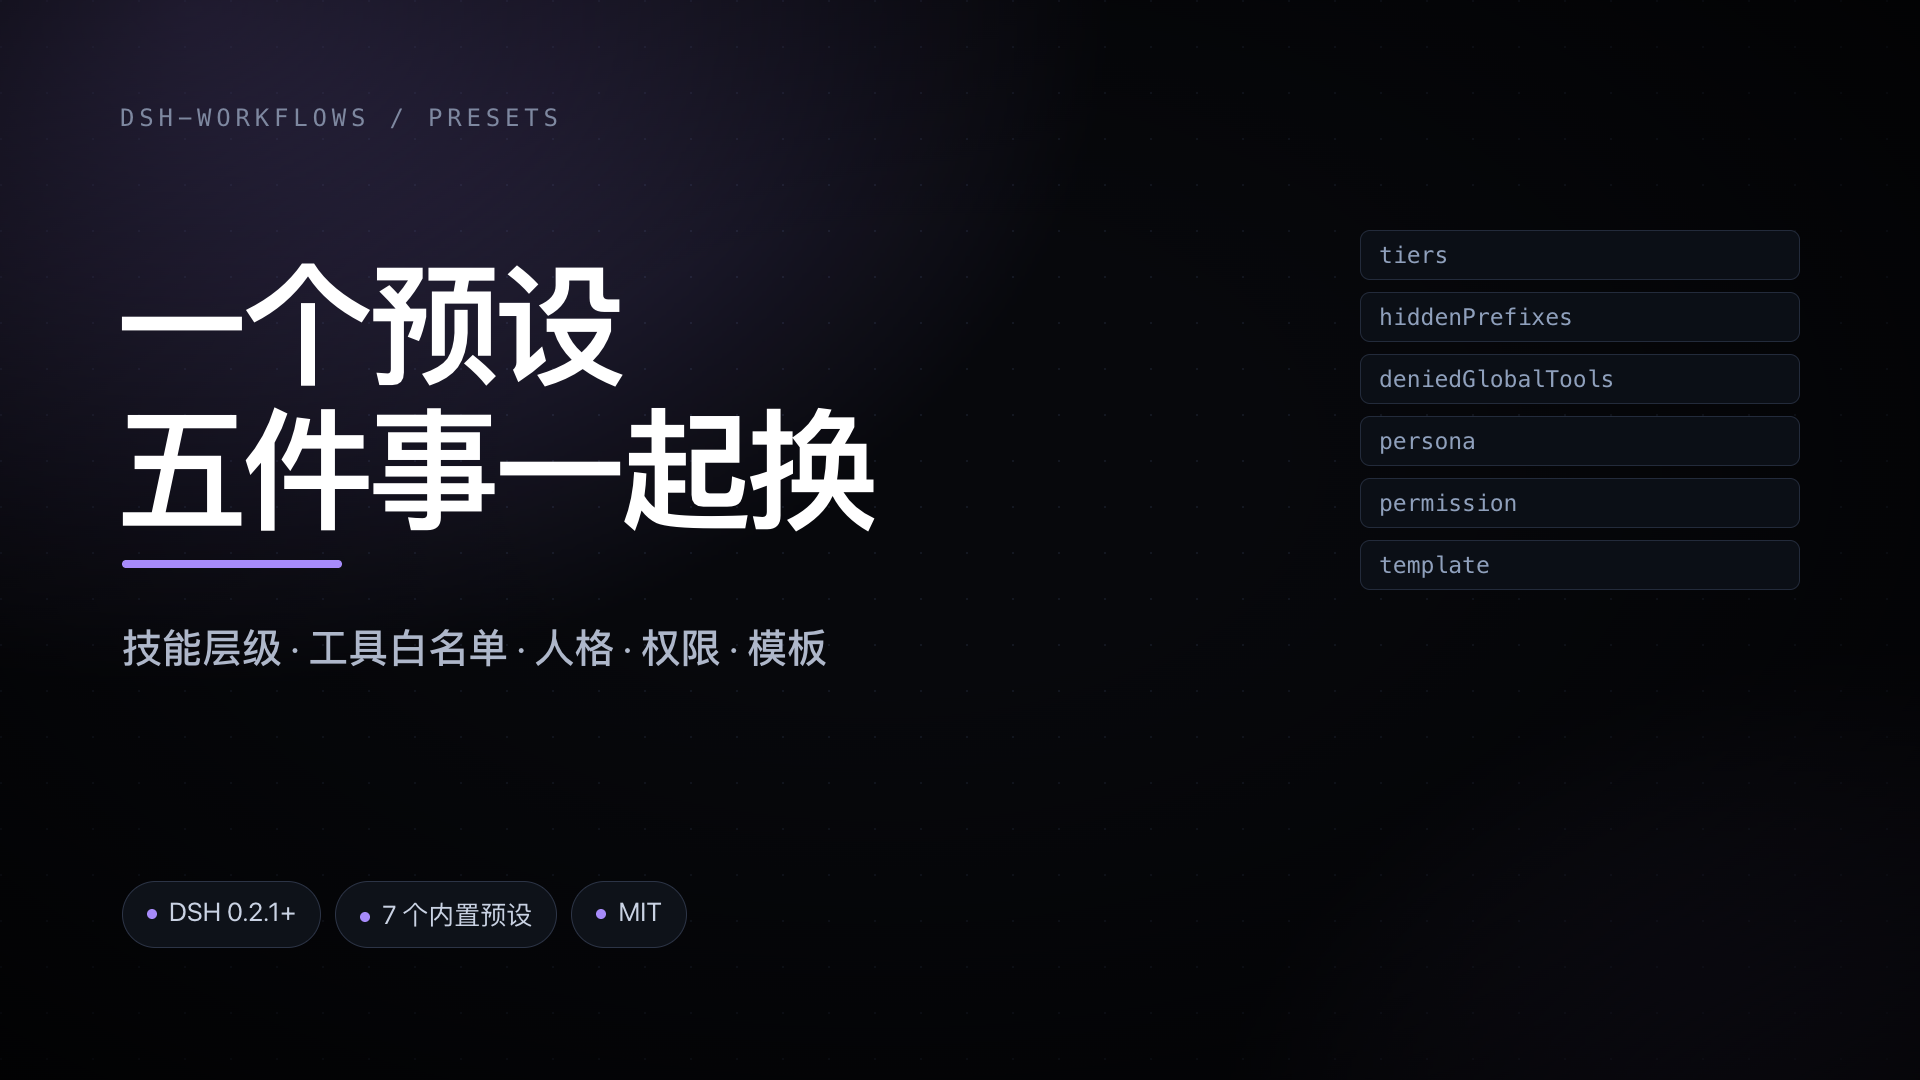 DSH–WORKFLOWS / PRESETS
一个预设
五件事一起换
技能层级 · 工具白名单 · 人格 · 权限 · 模板
tiers
hiddenPrefixes
deniedGlobalTools
persona
permission
template
DSH 0.2.1+
7 个内置预设
MIT